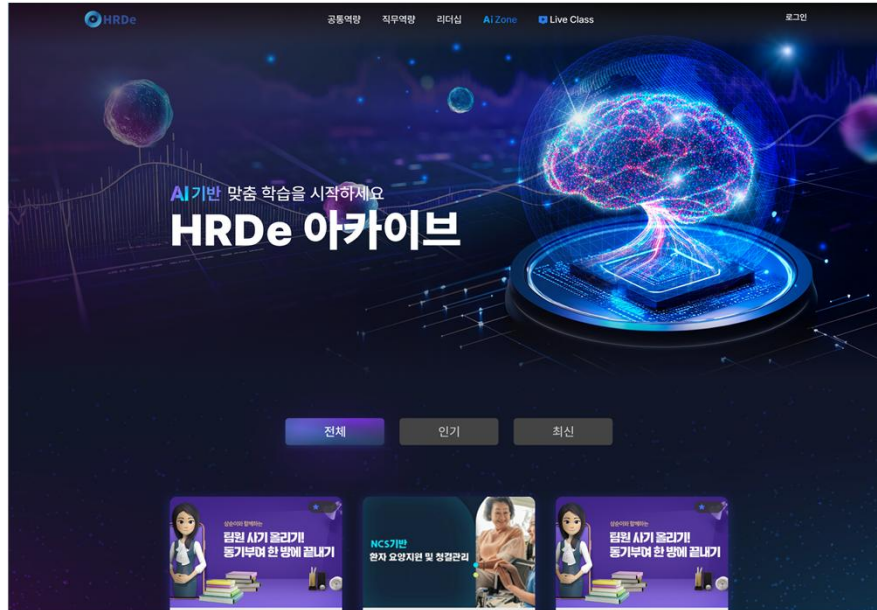 HRDe
공통역량 직무역량 리더십 Ai Zone Live Class
로그인
AI기반 맞춤 학습을 시작하세요
HRDe 아카이브
전체 인기 최신
팀원 사기 올리기!
동기부여 한 방에 끝내기
NCS기반
환자 요양지원 및 청결관리
팀원 사기 올리기!
동기부여 한 방에 끝내기